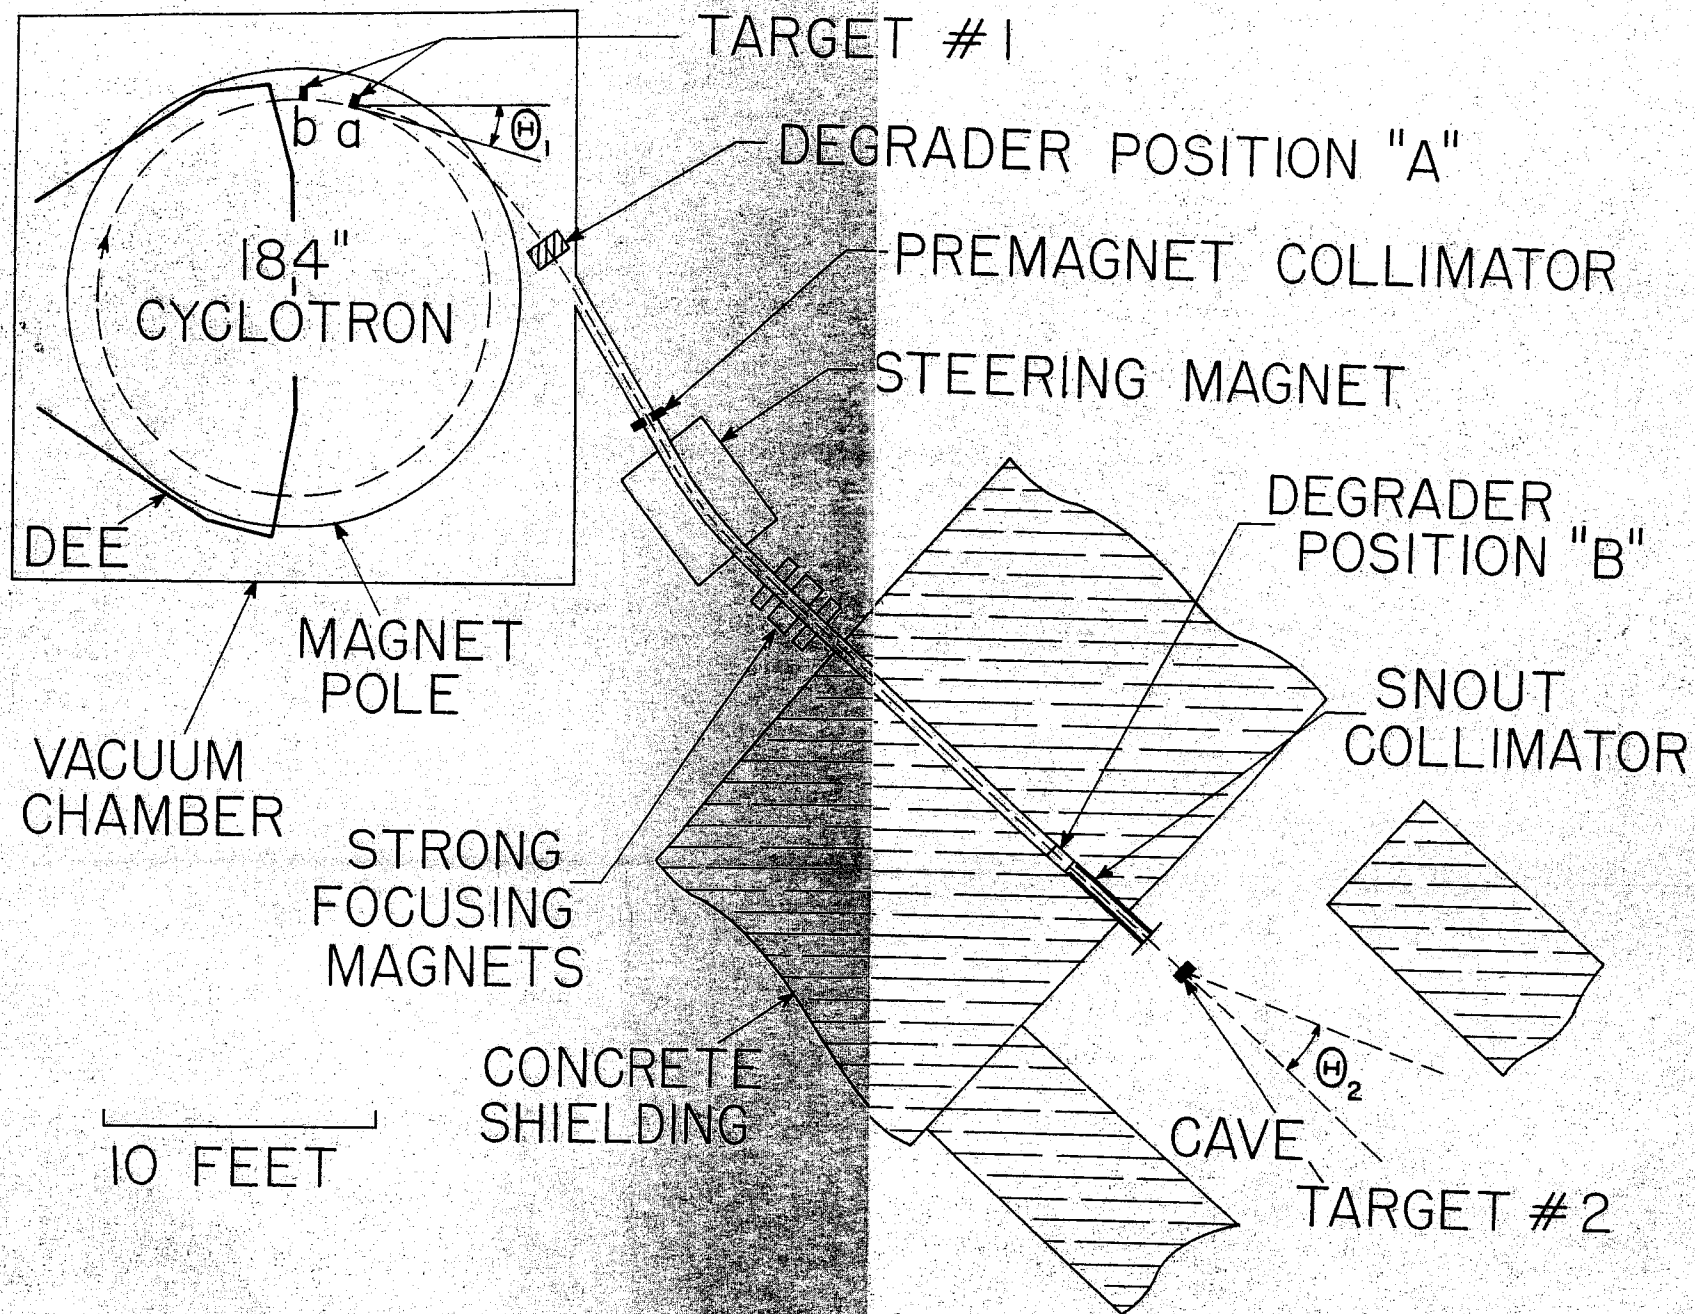 TARGET #1
b a
Θ1
DEGRADER POSITION "A"
184"
CYCLOTRON
PREMAGNET COLLIMATOR
STEERING MAGNET
DEE
DEGRADER
POSITION "B"
MAGNET
POLE
SNOUT
COLLIMATOR
VACUUM
CHAMBER
STRONG
FOCUSING
MAGNETS
CONCRETE
SHIELDING
Θ2
CAVE
10 FEET
TARGET #2